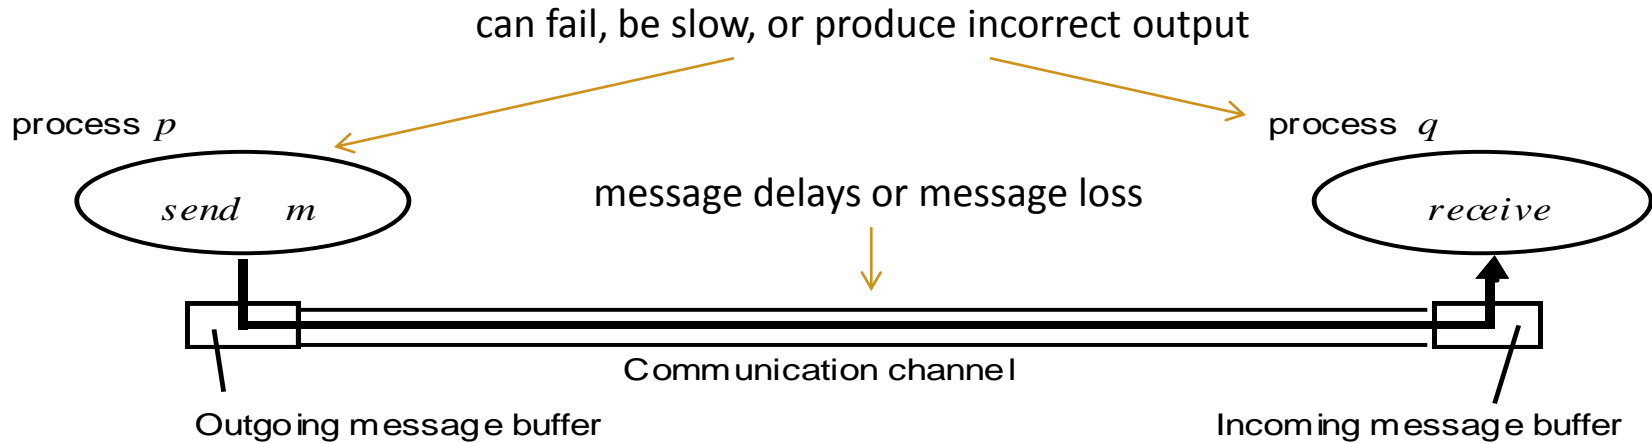 can fail, be slow, or produce incorrect output
process p
process q
message delays or message loss
send m
receive
Communication channel
Outgoing message buffer
Incoming message buffer